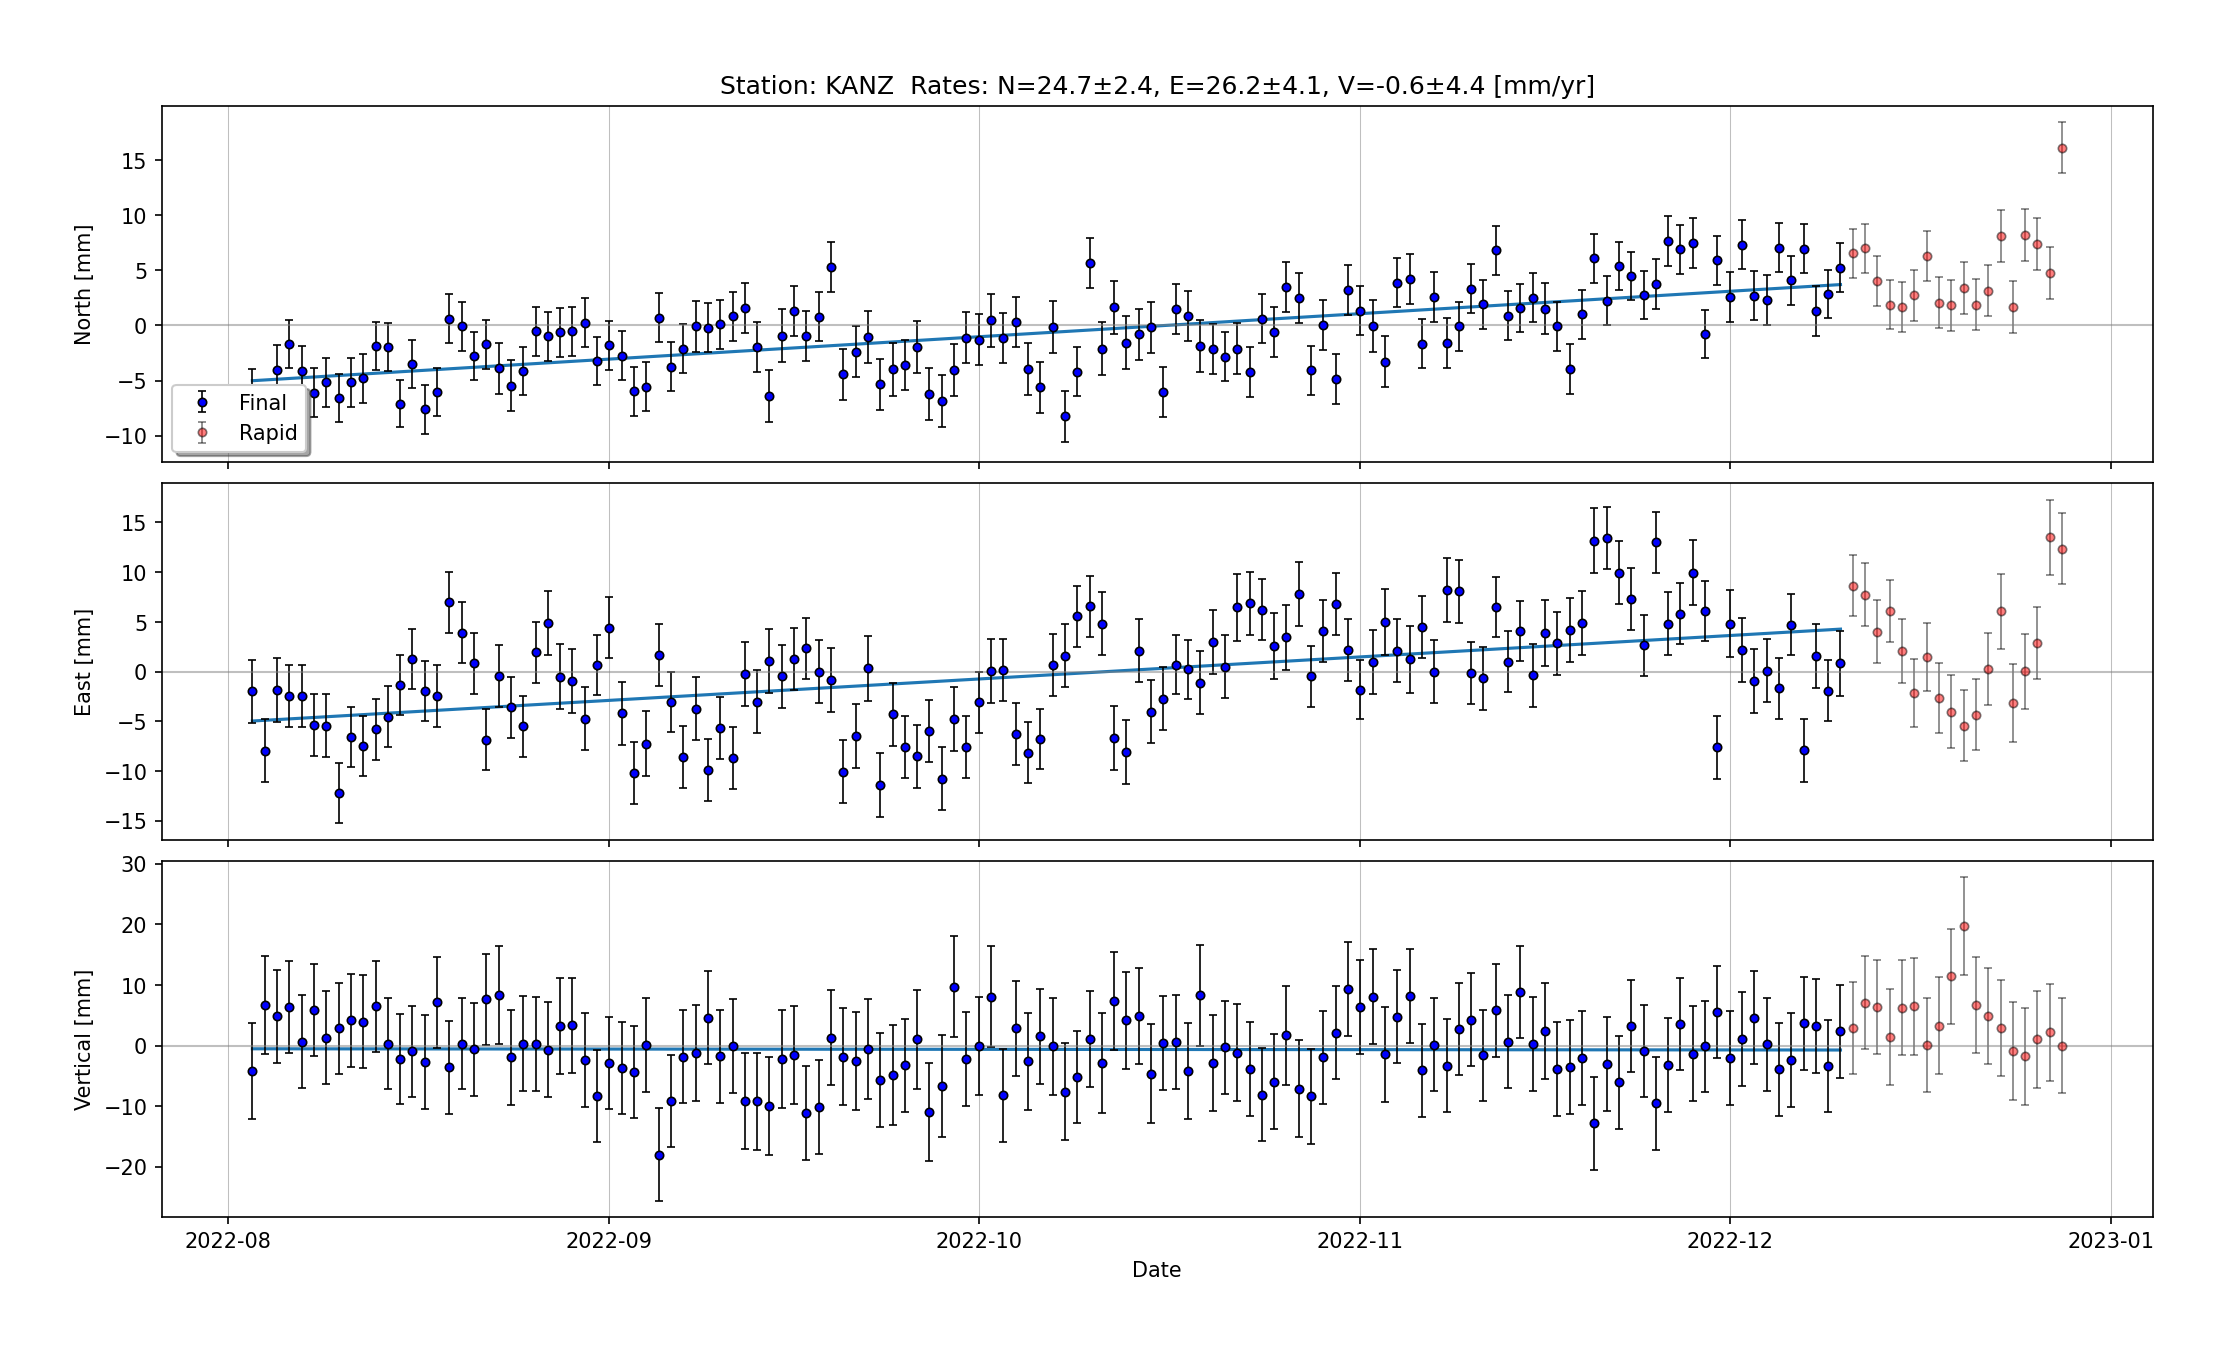 Station: KANZ  Rates: N=24.7±2.4, E=26.2±4.1, V=-0.6±4.4 [mm/yr]
15
10
5
0
−5
−10
North [mm]
Final
Rapid
15
10
5
0
−5
−10
−15
East [mm]
30
20
10
0
−10
−20
Vertical [mm]
2022-08 2022-09 2022-10 2022-11 2022-12 2023-01
Date